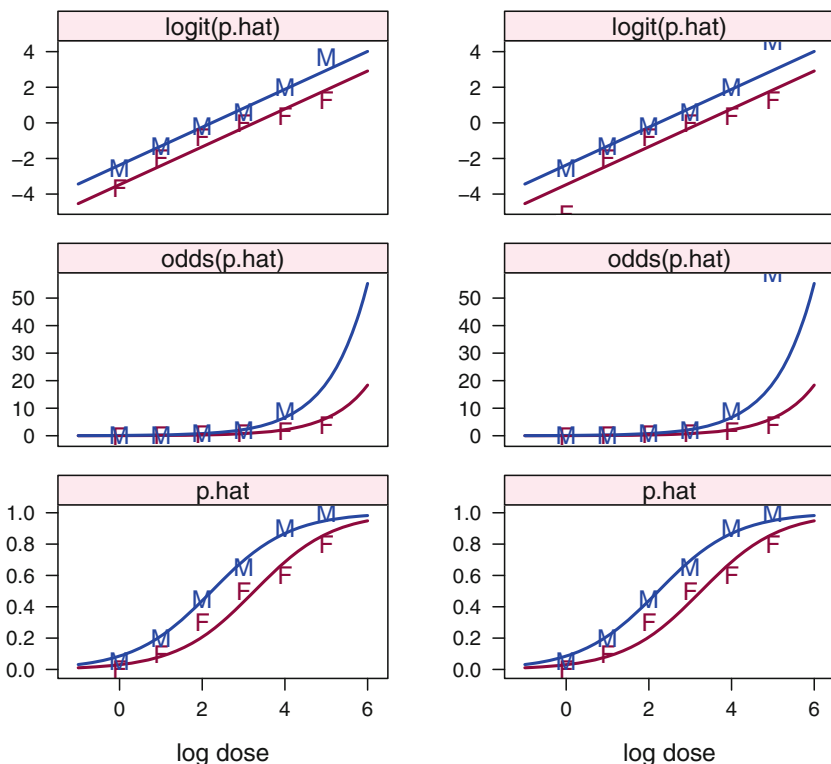 logit(p.hat) logit(p.hat)
4 4
2 2
0 0
−2 −2
−4 −4
M M M M M M
F F F F F F
M M M M M M
F F F F F F
odds(p.hat) odds(p.hat)
50 50
40 40
30 30
20 20
10 10
0 0
M M M M M
F F F F F F
M M M M M M
F F F F F F
p.hat p.hat
1.0 1.0
0.8 0.8
0.6 0.6
0.4 0.4
0.2 0.2
0.0 0.0
M M M M M M
F F F F F F
M M M M M M
F F F F F F
0 2 4 6 0 2 4 6
log dose log dose